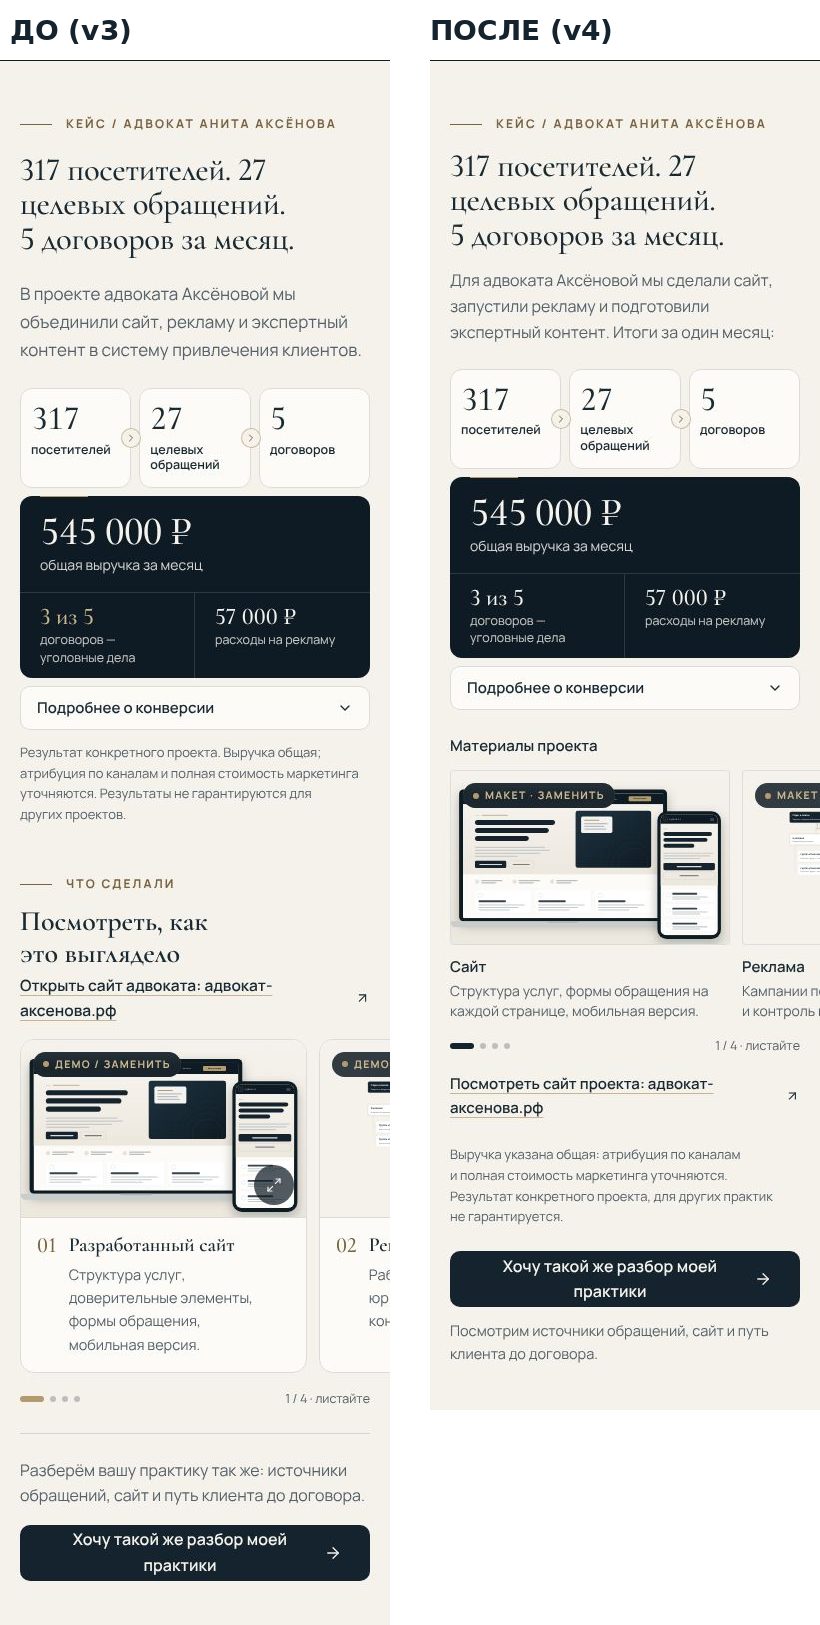 ДО (v3)
КЕЙС / АДВОКАТ АНИТА АКСЁНОВА
317 посетителей. 27
целевых обращений.
5 договоров за месяц.
В проекте адвоката Аксёновой мы
объединили сайт, рекламу и экспертный
контент в систему привлечения клиентов.
317
посетителей
27
целевых
обращений
5
договоров
545 000 ₽
общая выручка за месяц
3 из 5
договоров —
уголовные дела
57 000 ₽
расходы на рекламу
Подробнее о конверсии
Результат конкретного проекта. Выручка общая;
атрибуция по каналам и полная стоимость маркетинга
уточняются. Результаты не гарантируются для
других проектов.
ЧТО СДЕЛАЛИ
Посмотреть, как
это выглядело
Открыть сайт адвоката: адвокат-
аксенова.рф
ДЕМО / ЗАМЕНИТЬ
ДЕМО
01 Разработанный сайт
Структура услуг,
доверительные элементы,
формы обращения,
мобильная версия.
02 Ре
Раб
юр
кон
1 / 4 · листайте
Разберём вашу практику так же: источники
обращений, сайт и путь клиента до договора.
Хочу такой же разбор моей
практики
ПОСЛЕ (v4)
КЕЙС / АДВОКАТ АНИТА АКСЁНОВА
317 посетителей. 27
целевых обращений.
5 договоров за месяц.
Для адвоката Аксёновой мы сделали сайт,
запустили рекламу и подготовили
экспертный контент. Итоги за один месяц:
317
посетителей
27
целевых
обращений
5
договоров
545 000 ₽
общая выручка за месяц
3 из 5
договоров —
уголовные дела
57 000 ₽
расходы на рекламу
Подробнее о конверсии
Материалы проекта
МАКЕТ · ЗАМЕНИТЬ
МАКЕТ
Сайт
Структура услуг, формы обращения на
каждой странице, мобильная версия.
Реклама
Кампании п
и контроль
1 / 4 · листайте
Посмотреть сайт проекта: адвокат-
аксенова.рф
Выручка указана общая: атрибуция по каналам
и полная стоимость маркетинга уточняются.
Результат конкретного проекта, для других практик
не гарантируется.
Хочу такой же разбор моей
практики
Посмотрим источники обращений, сайт и путь
клиента до договора.